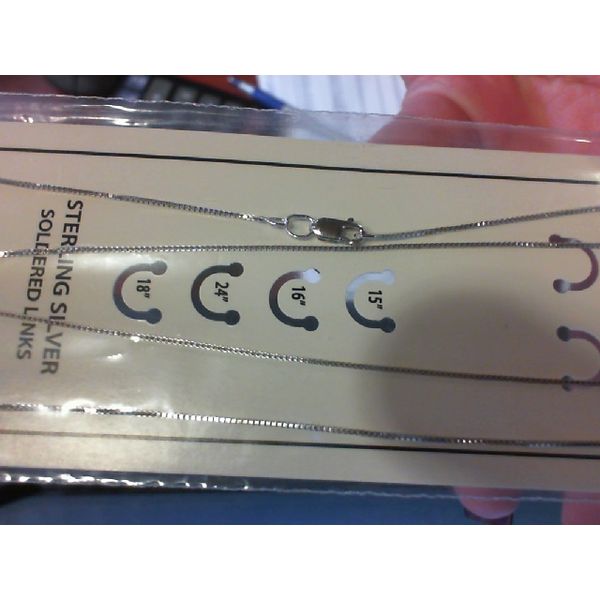 STERLING SILVER
SOLDERED LINKS
15"
16"
24"
18"